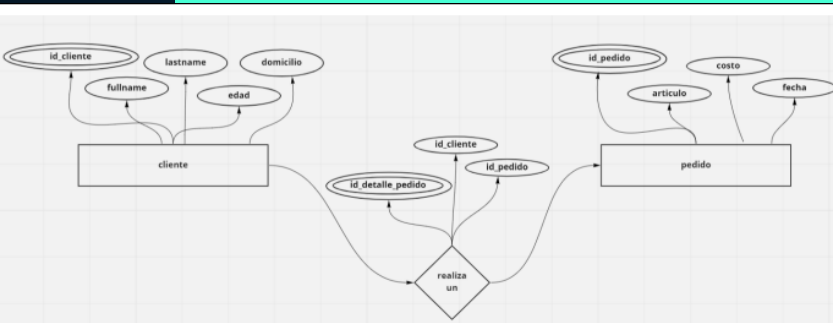 id_cliente
lastname
domicilio
fullname
edad
cliente
id_cliente
id_pedido
id_detalle_pedido
realiza
un
id_pedido
costo
articulo
fecha
pedido